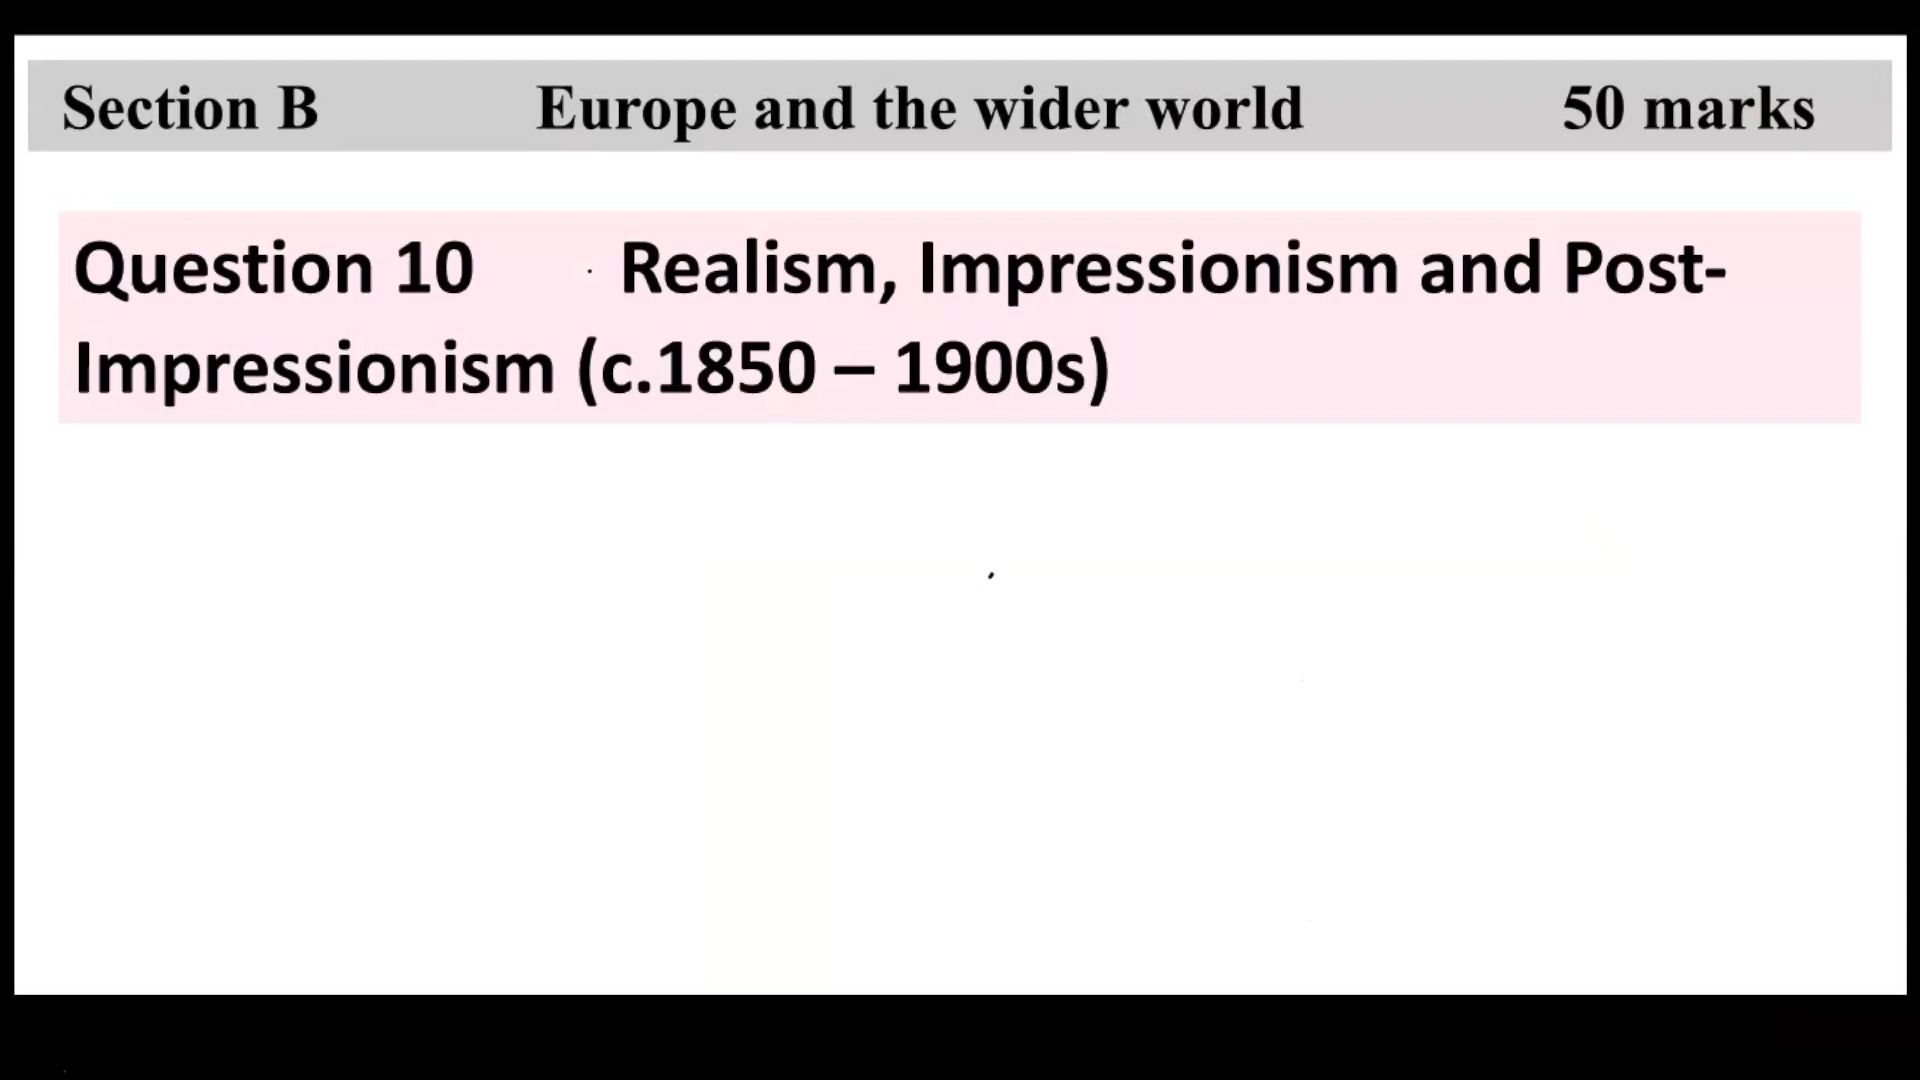 Section B Europe and the wider world 50 marks
Question 10 Realism, Impressionism and Post-
Impressionism (c.1850 – 1900s)